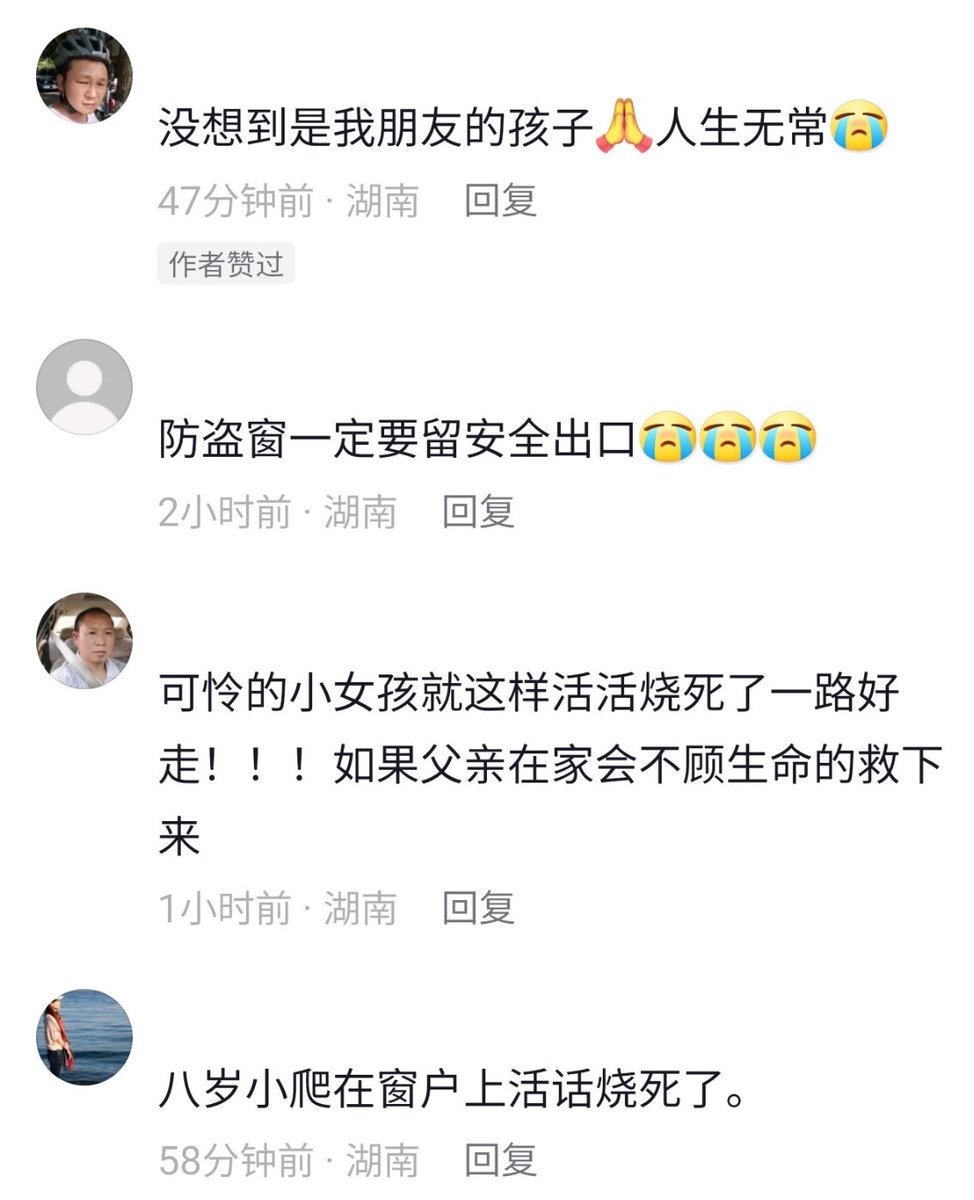 没想到是我朋友的孩子🙏人生无常😭
47分钟前 · 湖南 回复
作者赞过
防盗窗一定要留安全出口😭😭😭
2小时前 · 湖南 回复
可怜的小女孩就这样活活烧死了一路好
走！！！如果父亲在家会不顾生命的救下
来
1小时前 · 湖南 回复
八岁小爬在窗户上活话烧死了。
58分钟前 · 湖南 回复